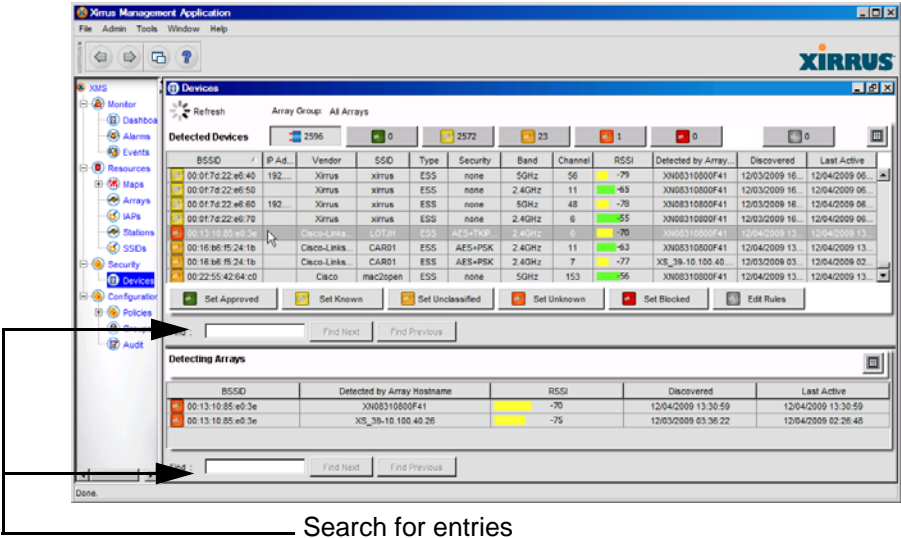 Xirrus Management Application
File Admin Tools Window Help
XIRRUS
XMS
Monitor
Dashboa
Alarms
Events
Resources
Maps
Arrays
IAPs
Stations
SSIDs
Security
Devices
Configuration
Policies
Groups
Audit
Devices
Refresh Array Group: All Arrays
Detected Devices 2596 0 2572 23 1 0 0
BSSID / IP Ad... Vendor SSID Type Security Band Channel RSSI Detected by Array... Discovered Last Active
00:0f:7d:22:e6:40 192.... Xirrus xirrus ESS none 5GHz 56 -79 XN08310800F41 12/03/2009 16... 12/04/2009 06...
00:0f:7d:22:e6:50 Xirrus xirrus ESS none 2.4GHz 11 -65 XN08310800F41 12/03/2009 16... 12/04/2009 06...
00:0f:7d:22:e6:60 192.... Xirrus xirrus ESS none 5GHz 48 -78 XN08310800F41 12/03/2009 16... 12/04/2009 06...
00:0f:7d:22:e6:70 Xirrus xirrus ESS none 2.4GHz 6 -55 XN08310800F41 12/03/2009 16... 12/04/2009 06...
00:13:10:85:e0:3e Cisco-Links... LOTJH ESS AES+TKIP... 2.4GHz 6 -70 XN08310800F41 12/04/2009 13... 12/04/2009 13...
00:16:b6:f5:24:1b Cisco-Links... CAR01 ESS AES+PSK 2.4GHz 11 -63 XN08310800F41 12/04/2009 13... 12/04/2009 13...
00:16:b6:f5:24:1b Cisco-Links... CAR01 ESS AES+PSK 2.4GHz 7 -77 XS_39-10.100.40... 12/03/2009 03... 12/04/2009 02...
00:22:55:42:64:c0 Cisco mac2open ESS none 5GHz 153 -56 XN08310800F41 12/04/2009 13... 12/04/2009 13...
Set Approved Set Known Set Unclassified Set Unknown Set Blocked Edit Rules
Find : Find Next Find Previous
Detecting Arrays
BSSID Detected by Array Hostname RSSI Discovered Last Active
00:13:10:85:e0:3e XN08310800F41 -70 12/04/2009 13:30:59 12/04/2009 13:30:59
00:13:10:85:e0:3e XS_39-10.100.40.26 -75 12/03/2009 03:36:22 12/04/2009 02:26:48
Find : Find Next Find Previous
Done.
Search for entries